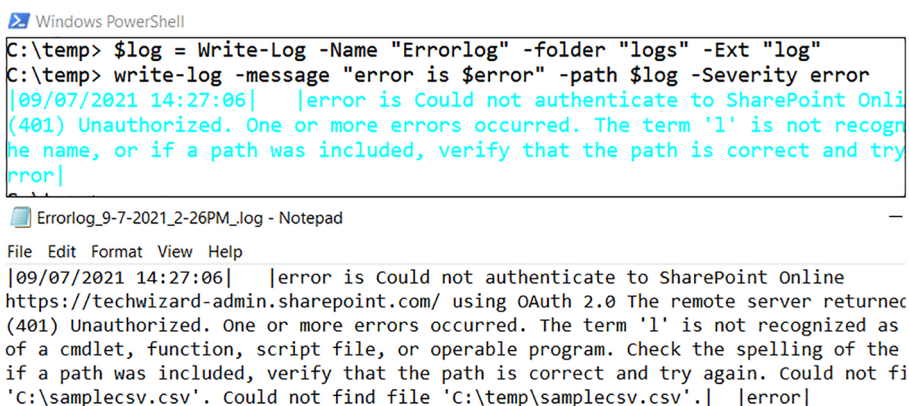 Windows PowerShell
C:\temp> $log = Write-Log -Name "Errorlog" -folder "logs" -Ext "log"
C:\temp> write-log -message "error is $error" -path $log -Severity error
|09/07/2021 14:27:06|   |error is Could not authenticate to SharePoint Onli
(401) Unauthorized. One or more errors occurred. The term 'l' is not recogn
he name, or if a path was included, verify that the path is correct and try
rror|
Errorlog_9-7-2021_2-26PM_.log - Notepad
File Edit Format View Help
|09/07/2021 14:27:06|   |error is Could not authenticate to SharePoint Online
https://techwizard-admin.sharepoint.com/ using OAuth 2.0 The remote server returned
(401) Unauthorized. One or more errors occurred. The term 'l' is not recognized as
of a cmdlet, function, script file, or operable program. Check the spelling of the
if a path was included, verify that the path is correct and try again. Could not fi
'C:\samplecsv.csv'. Could not find file 'C:\temp\samplecsv.csv'.|  |error|